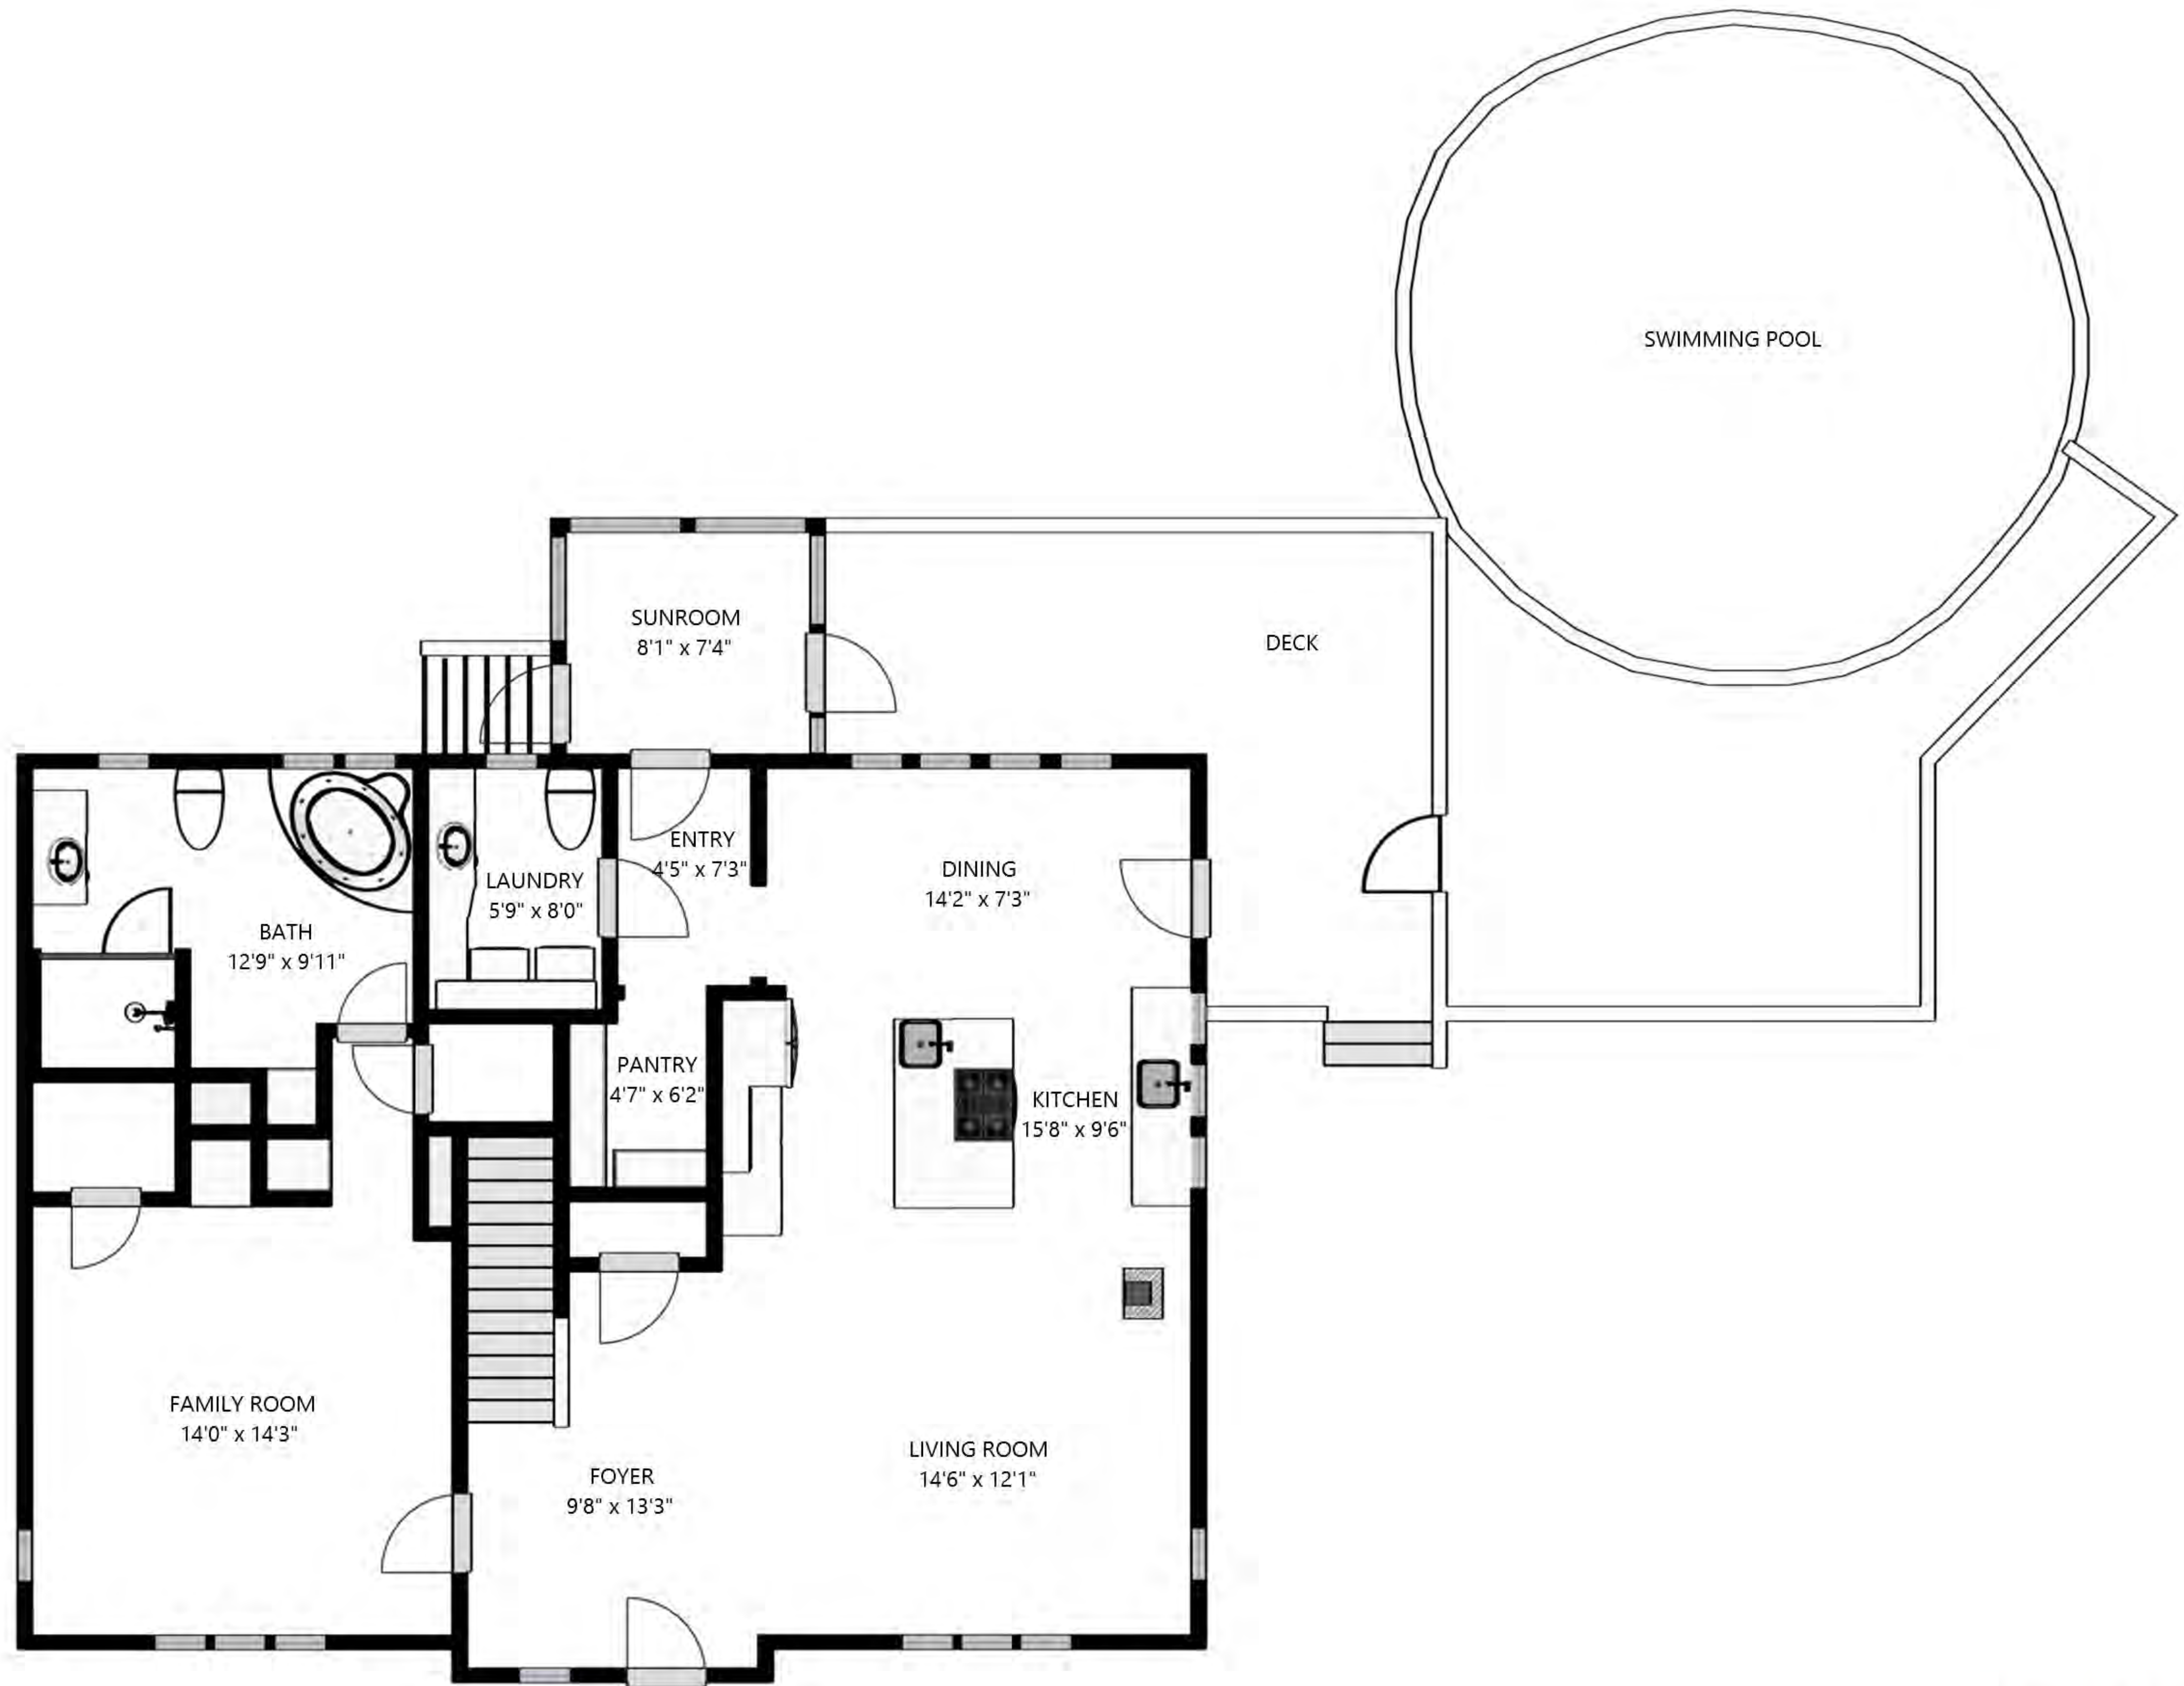 SWIMMING POOL
SUNROOM
8'1" x 7'4"
DECK
ENTRY
4'5" x 7'3"
DINING
14'2" x 7'3"
LAUNDRY
5'9" x 8'0"
BATH
12'9" x 9'11"
PANTRY
4'7" x 6'2"
KITCHEN
15'8" x 9'6"
FAMILY ROOM
14'0" x 14'3"
LIVING ROOM
14'6" x 12'1"
FOYER
9'8" x 13'3"